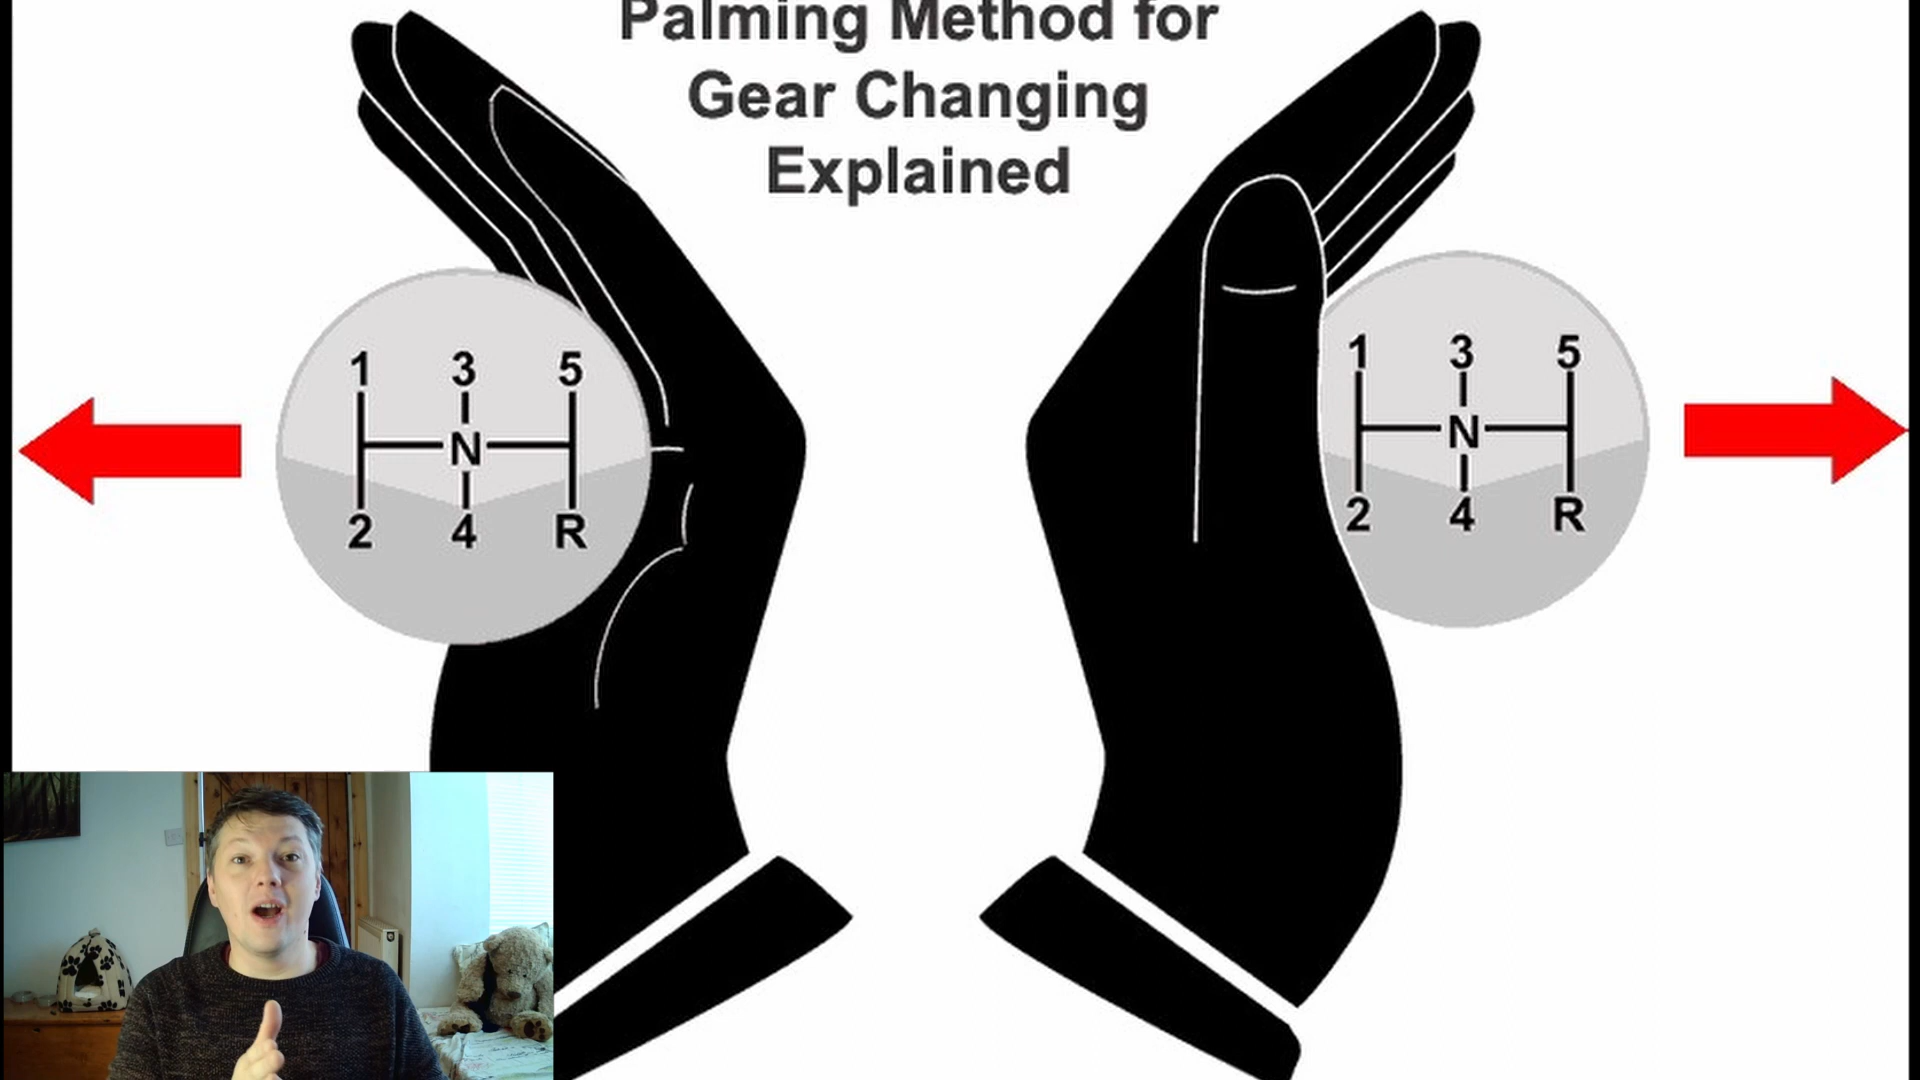 Palming Method for
Gear Changing
Explained
1 3 5
N
2 4 R
1 3 5
N
2 4 R